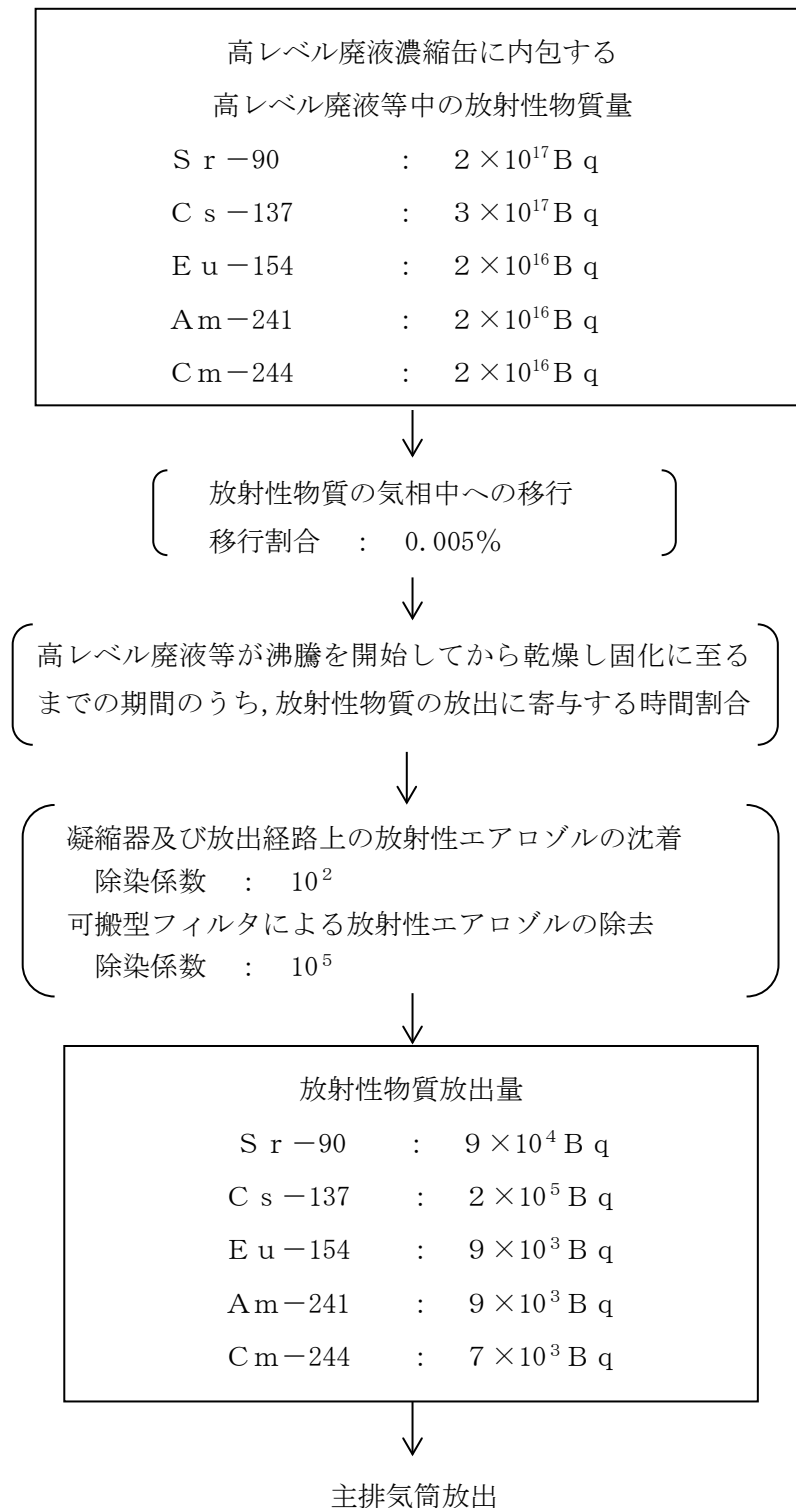 高レベル廃液濃縮缶に内包する
高レベル廃液等中の放射性物質量
Ｓｒ－90 : ２×10¹⁷Ｂｑ
Ｃｓ－137 : ３×10¹⁷Ｂｑ
Ｅｕ－154 : ２×10¹⁶Ｂｑ
Ａｍ－241 : ２×10¹⁶Ｂｑ
Ｃｍ－244 : ２×10¹⁶Ｂｑ
放射性物質の気相中への移行
移行割合 : 0.005％
高レベル廃液等が沸騰を開始してから乾燥し固化に至る
までの期間のうち,放射性物質の放出に寄与する時間割合
凝縮器及び放出経路上の放射性エアロゾルの沈着
除染係数 : 10²
可搬型フィルタによる放射性エアロゾルの除去
除染係数 : 10⁵
放射性物質放出量
Ｓｒ－90 : ９×10⁴Ｂｑ
Ｃｓ－137 : ２×10⁵Ｂｑ
Ｅｕ－154 : ９×10³Ｂｑ
Ａｍ－241 : ９×10³Ｂｑ
Ｃｍ－244 : ７×10³Ｂｑ
主排気筒放出